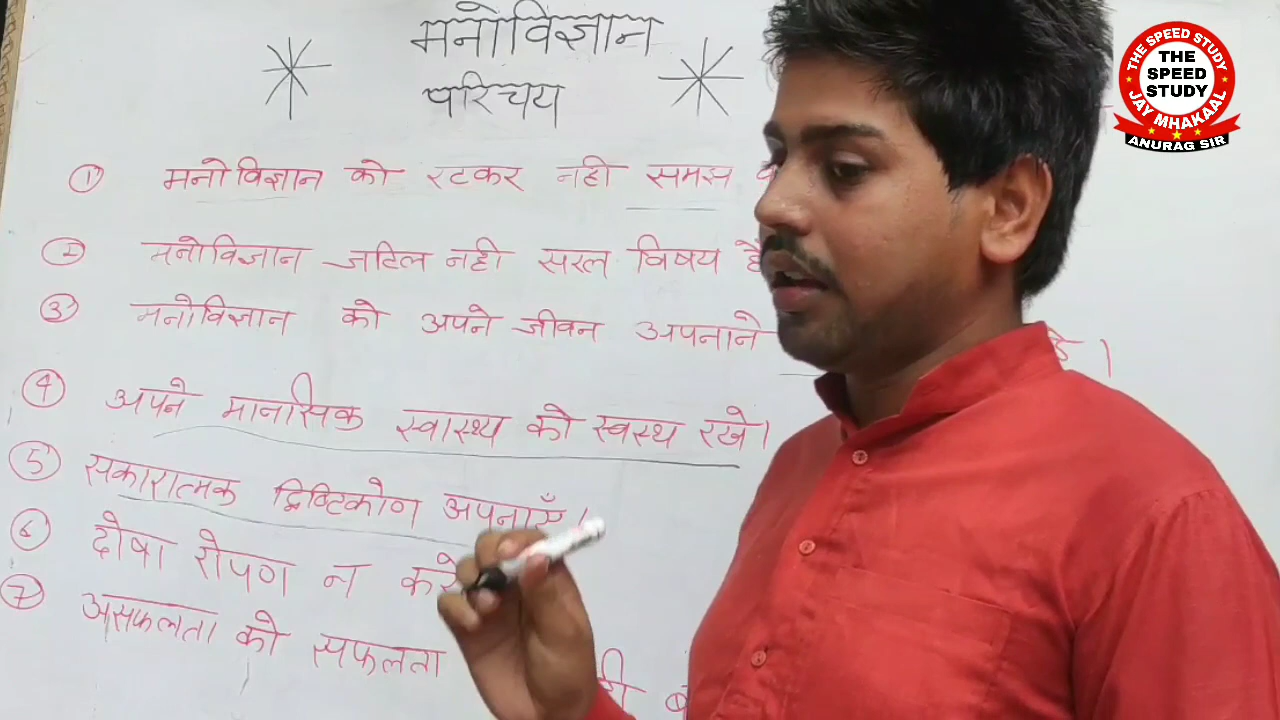 मनोविज्ञान
परिचय
① मनोविज्ञान को रटकर नही समझ
② मनोविज्ञान जटिल नही सरल विषय है
③ मनोविज्ञान को अपने जीवन अपनाने
④ अपने मानसिक स्वास्थ्य को स्वस्थ रखे।
⑤ सकारात्मक द्रिष्टिकोण अपनाएँ।
⑥ दोषा रोपण न करे
⑦ असफलता को सफलता
THE SPEED STUDY
THE
SPEED
STUDY
JAY MHAKAAL
ANURAG SIR